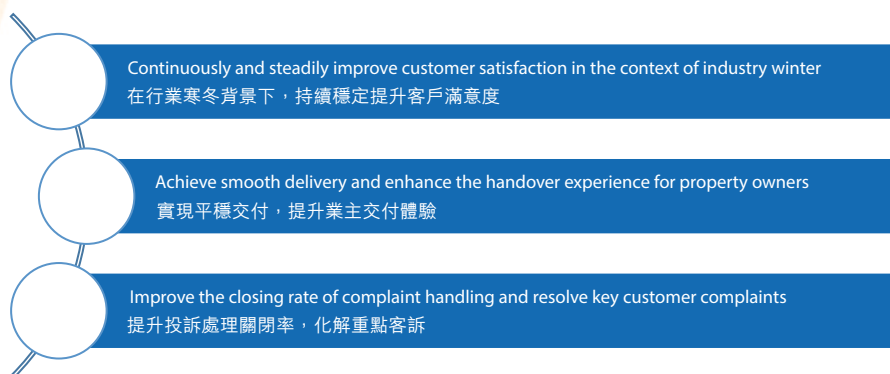 Continuously and steadily improve customer satisfaction in the context of industry winter
在行業寒冬背景下，持續穩定提升客戶滿意度
Achieve smooth delivery and enhance the handover experience for property owners
實現平穩交付，提升業主交付體驗
Improve the closing rate of complaint handling and resolve key customer complaints
提升投訴處理關閉率，化解重點客訴